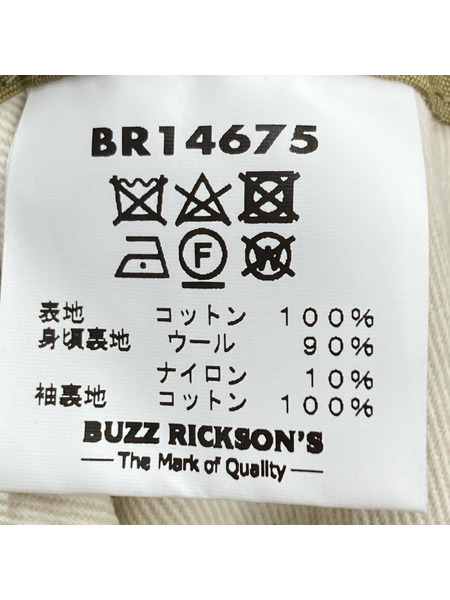 BR14675
F W
表地 コットン 100%
身頃裏地 ウール 90%
ナイロン 10%
袖裏地 コットン 100%
BUZZ RICKSON'S
The Mark of Quality